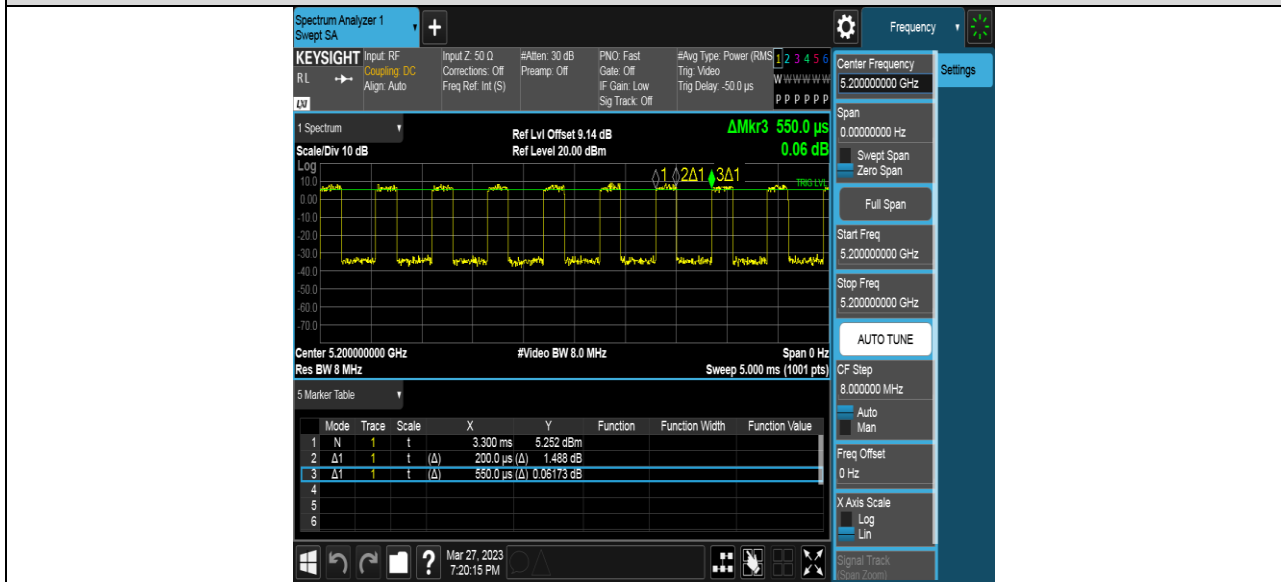 Spectrum Analyzer 1
Swept SA
+
Frequency
KEYSIGHT Input: RF Input Z: 50 Ω #Atten: 30 dB PNO: Fast #Avg Type: Power (RMS 1 2 3 4 5 6
RL Coupling: DC Corrections: Off Preamp: Off Gate: Off Trig: Video W W W W W W
Align: Auto Freq Ref: Int (S) IF Gain: Low Trig Delay: -50.0 µs
LXI Sig Track: Off P P P P P P
1 Spectrum
Ref Lvl Offset 9.14 dB ΔMkr3 550.0 µs
Scale/Div 10 dB Ref Level 20.00 dBm 0.06 dB
Log
1 2Δ1 3Δ1
TRIG LVL
10.0
0.00
-10.0
-20.0
-30.0
-40.0
-50.0
-60.0
-70.0
Center 5.200000000 GHz #Video BW 8.0 MHz Span 0 Hz
Res BW 8 MHz Sweep 5.000 ms (1001 pts)
5 Marker Table
Mode Trace Scale X Y Function Function Width Function Value
1 N 1 t 3.300 ms 5.252 dBm
2 Δ1 1 t (Δ) 200.0 µs (Δ) 1.488 dB
3 Δ1 1 t (Δ) 550.0 µs (Δ) 0.06173 dB
4
5
6
?
Mar 27, 2023
7:20:15 PM
Center Frequency
5.200000000 GHz
Settings
Span
0.00000000 Hz
Swept Span
Zero Span
Full Span
Start Freq
5.200000000 GHz
Stop Freq
5.200000000 GHz
AUTO TUNE
CF Step
8.000000 MHz
Auto
Man
Freq Offset
0 Hz
X Axis Scale
Log
Lin
Signal Track
(Span Zoom)